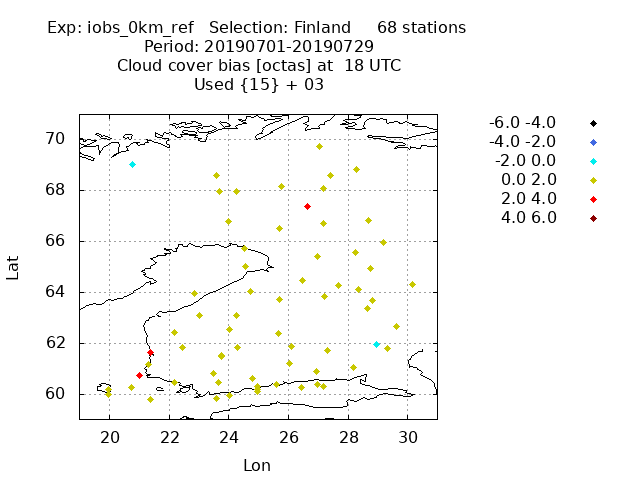 Exp: iobs_0km_ref   Selection: Finland     68 stations
Period: 20190701-20190729
Cloud cover bias [octas] at  18 UTC
Used {15} + 03
-6.0 -4.0
-4.0 -2.0
-2.0 0.0
0.0 2.0
2.0 4.0
4.0 6.0
70
68
66
64
62
60
Lat
20 22 24 26 28 30
Lon